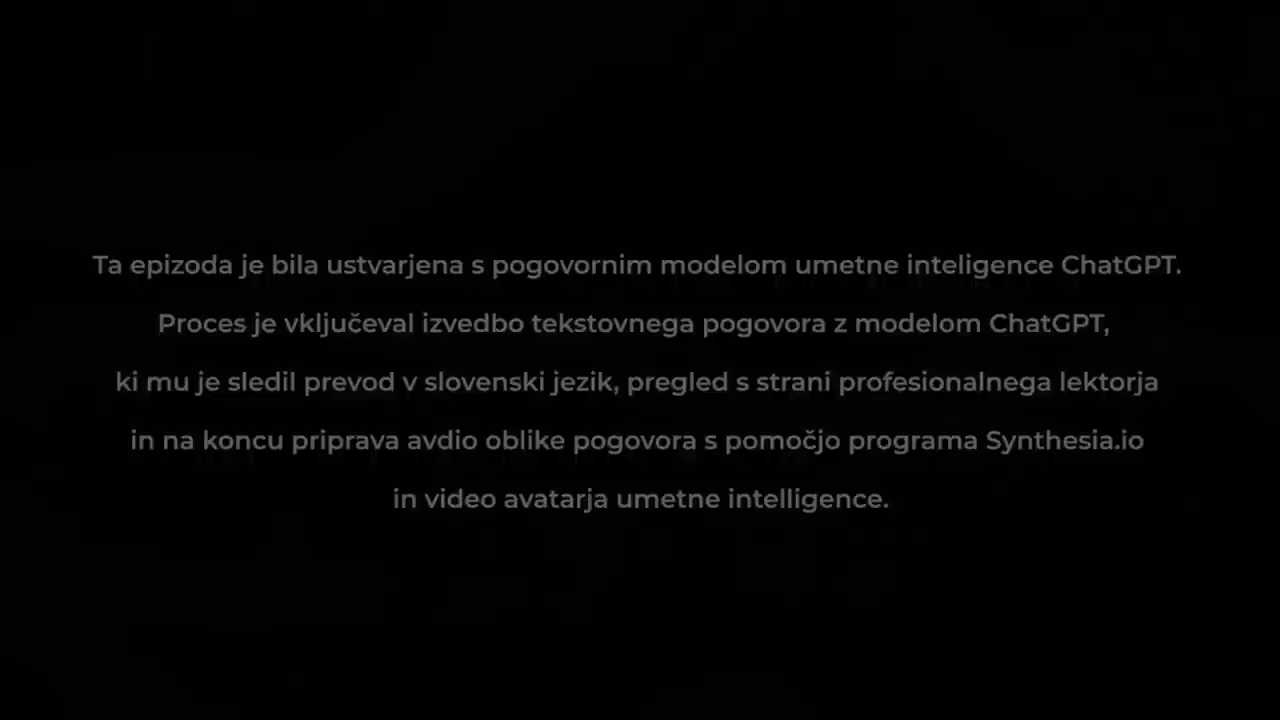 Ta epizoda je bila ustvarjena s pogovornim modelom umetne inteligence ChatGPT.
Proces je vključeval izvedbo tekstovnega pogovora z modelom ChatGPT,
ki mu je sledil prevod v slovenski jezik, pregled s strani profesionalnega lektorja
in na koncu priprava avdio oblike pogovora s pomočjo programa Synthesia.io
in video avatarja umetne intelligence.